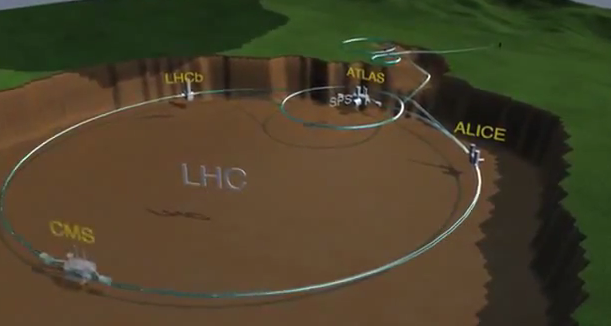 LHCb
ATLAS
SPS
ALICE
LHC
CMS